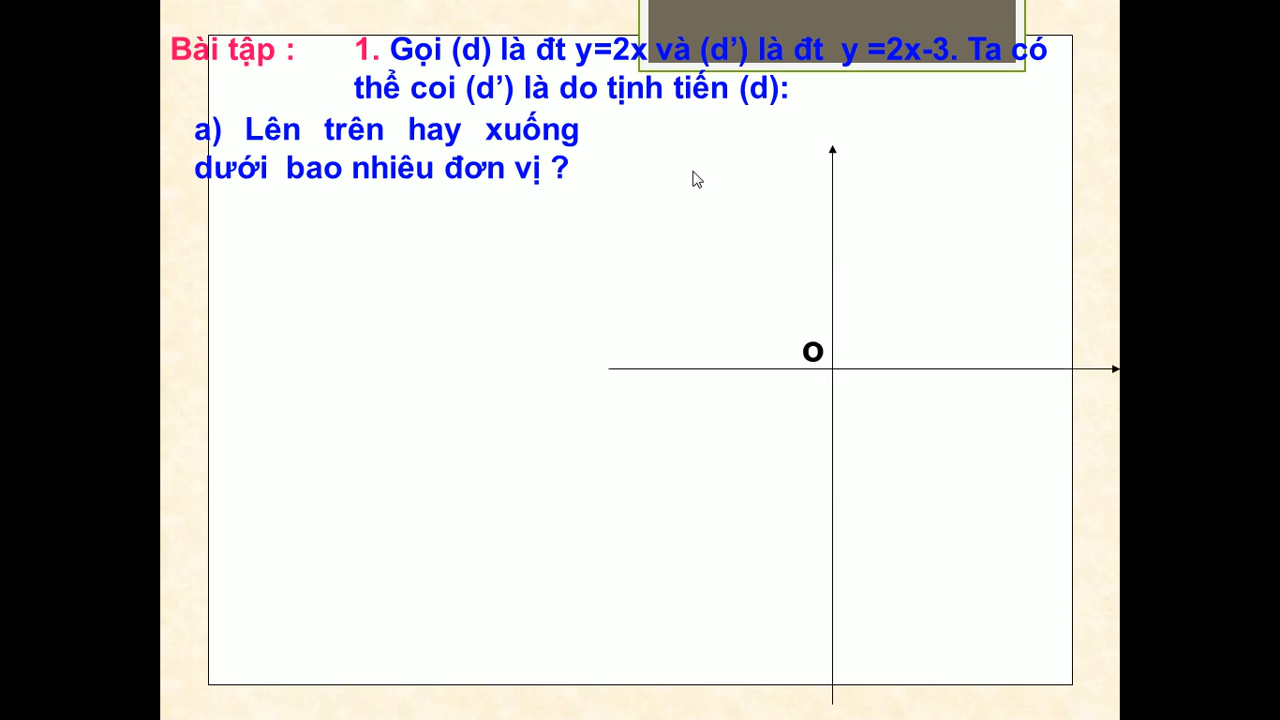 Bài tập : 1. Gọi (d) là đt y=2x và (d’) là đt y =2x-3. Ta có
thể coi (d’) là do tịnh tiến (d):
a) Lên trên hay xuống
dưới bao nhiêu đơn vị ?
O